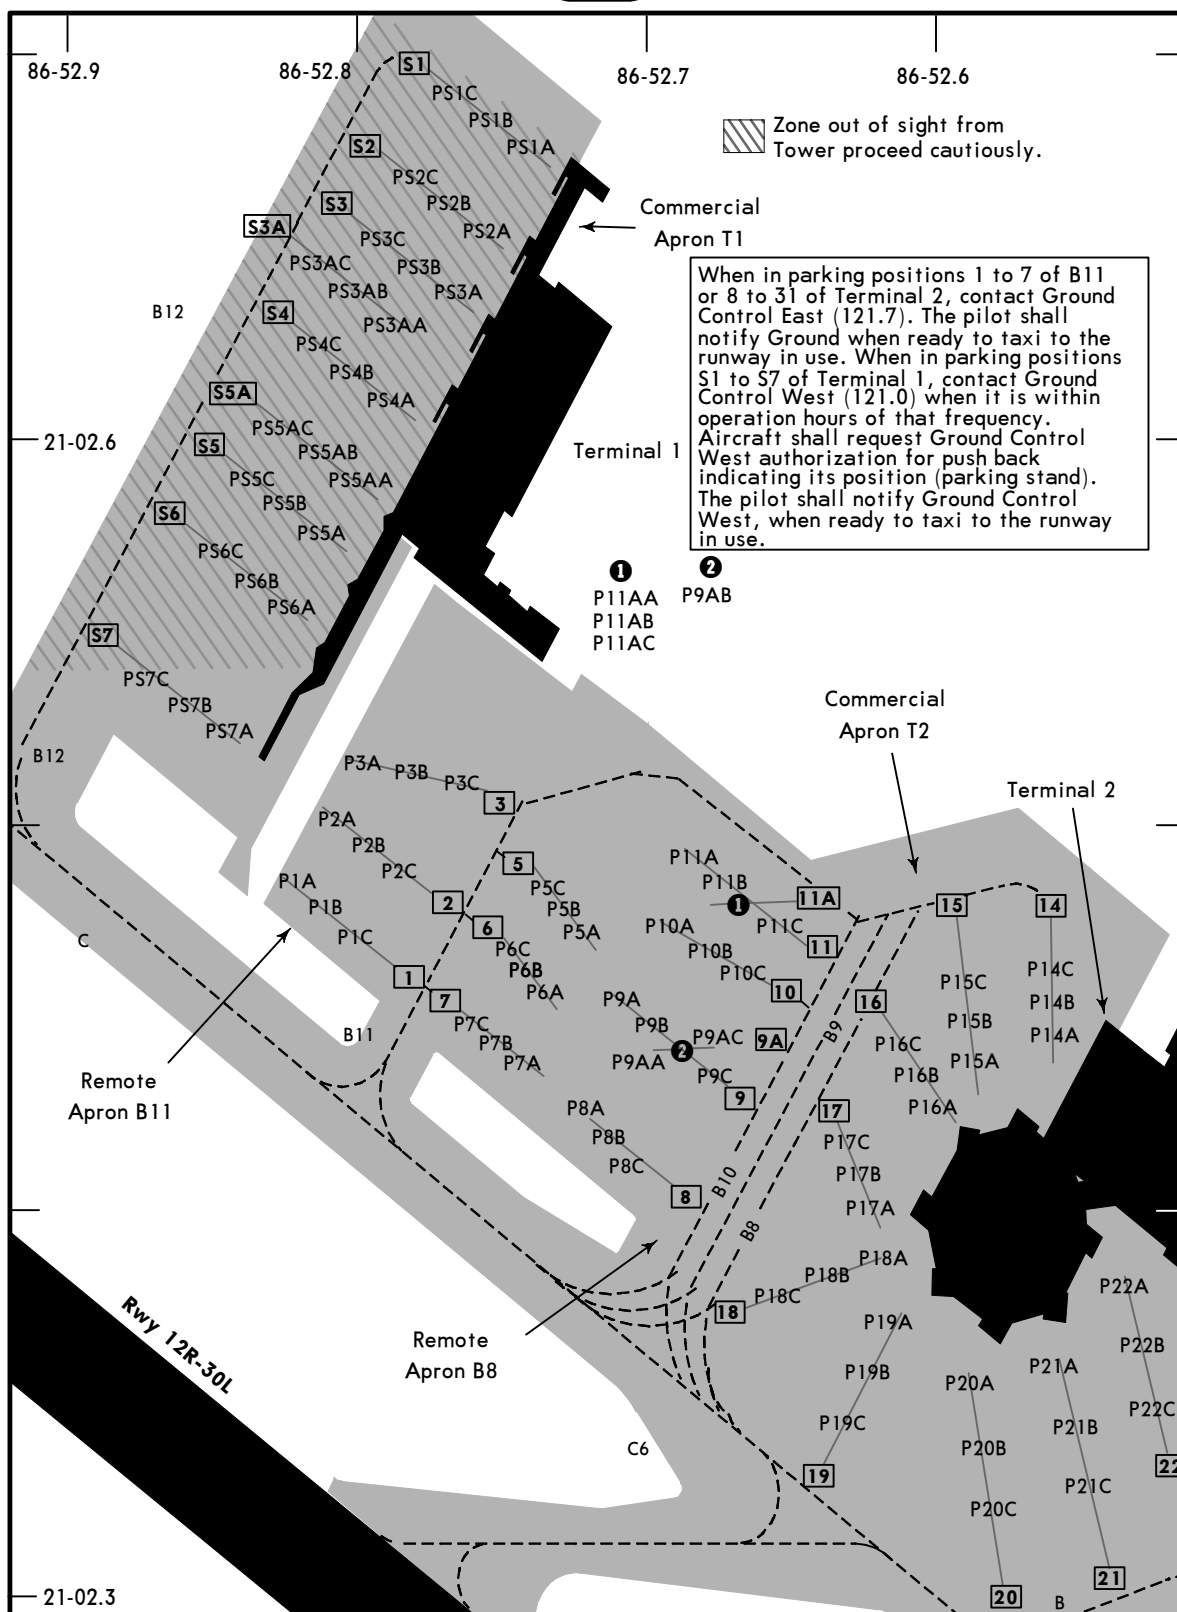 86-52.9
86-52.8
86-52.7
86-52.6
Zone out of sight from
Tower proceed cautiously.
S1
PS1C
PS1B
PS1A
S2
PS2C
PS2B
PS2A
S3
PS3C
PS3B
PS3A
S3A
PS3AC
PS3AB
PS3AA
B12
S4
PS4C
PS4B
PS4A
S5A
PS5AC
PS5AB
PS5AA
S5
PS5C
PS5B
PS5A
S6
PS6C
PS6B
PS6A
S7
PS7C
PS7B
PS7A
Commercial
Apron T1
When in parking positions 1 to 7 of B11
or 8 to 31 of Terminal 2, contact Ground
Control East (121.7). The pilot shall
notify Ground when ready to taxi to the
runway in use. When in parking positions
S1 to S7 of Terminal 1, contact Ground
Control West (121.0) when it is within
operation hours of that frequency.
Aircraft shall request Ground Control
West authorization for push back
indicating its position (parking stand).
The pilot shall notify Ground Control
West, when ready to taxi to the runway
in use.
21-02.6
Terminal 1
1
P11AA
P11AB
P11AC
2
P9AB
Commercial
Apron T2
Terminal 2
B12
P3A
P3B
P3C
3
P2A
P2B
P2C
2
P1A
P1B
P1C
1
5
P5C
P5B
P5A
6
P6C
P6B
P6A
7
P7C
P7B
P7A
P11A
P11B
P11C
11A
1
11
P10A
P10B
P10C
10
P9A
P9B
P9AC
9A
2
P9AA
P9C
9
P8A
P8B
P8C
8
15
14
16
P15C
P15B
P15A
P14C
P14B
P14A
P16C
P16B
P16A
17
P17C
P17B
P17A
B9
B10
B8
C
B11
Remote
Apron B11
18
P18C
P18B
P18A
P19A
P19B
P19C
19
P20A
P20B
P20C
20
P21A
P21B
P21C
21
P22A
P22B
P22C
22
Remote
Apron B8
Rwy 12R-30L
C6
B
21-02.3